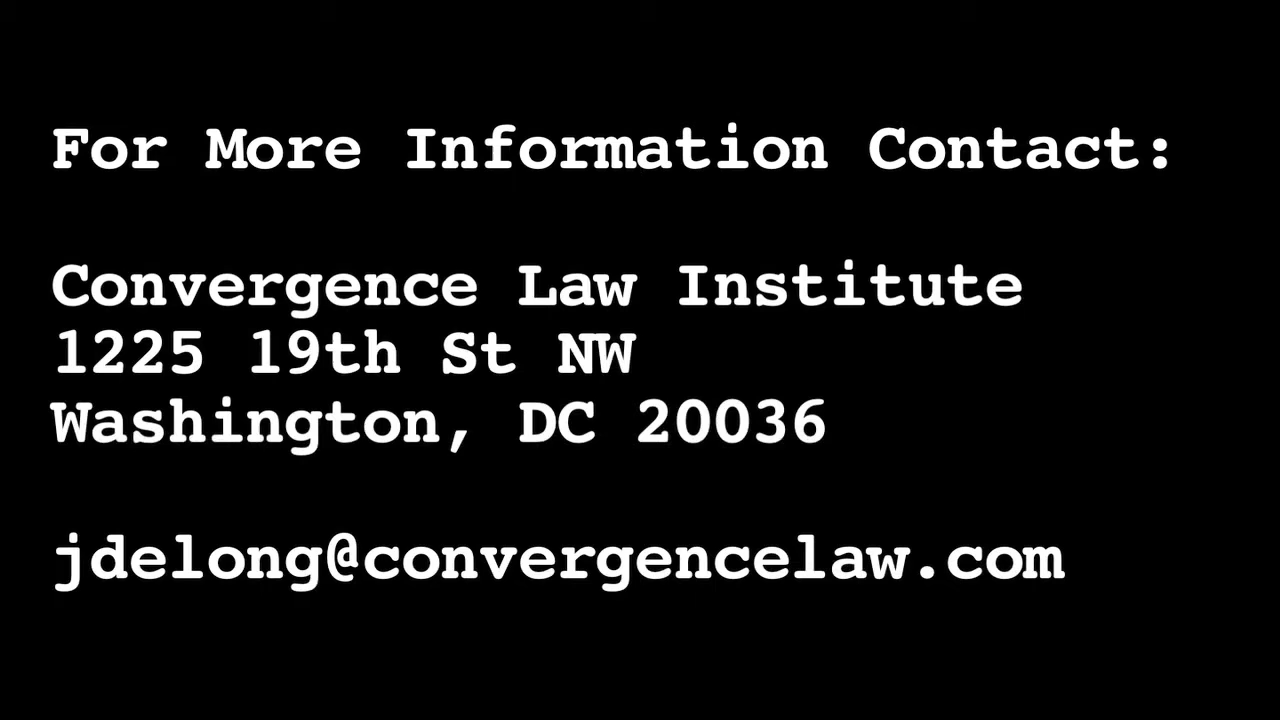 For More Information Contact:
Convergence Law Institute
1225 19th St NW
Washington, DC 20036
jdelong@convergencelaw.com